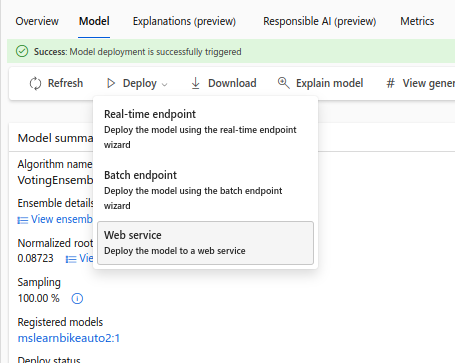 Overview Model Explanations (preview) Responsible AI (preview) Metrics
Success: Model deployment is successfully triggered
Refresh Deploy Download Explain model # View gener
Real-time endpoint
Deploy the model using the real-time endpoint
wizard
Batch endpoint
Deploy the model using the batch endpoint
wizard
Web service
Deploy the model to a web service
Model summa
Algorithm name
VotingEnsemb
Ensemble details
View ensemb
Normalized root
0.08723 Vie
Sampling
100.00 %
Registered models
mslearnbikeauto2:1
Deploy status